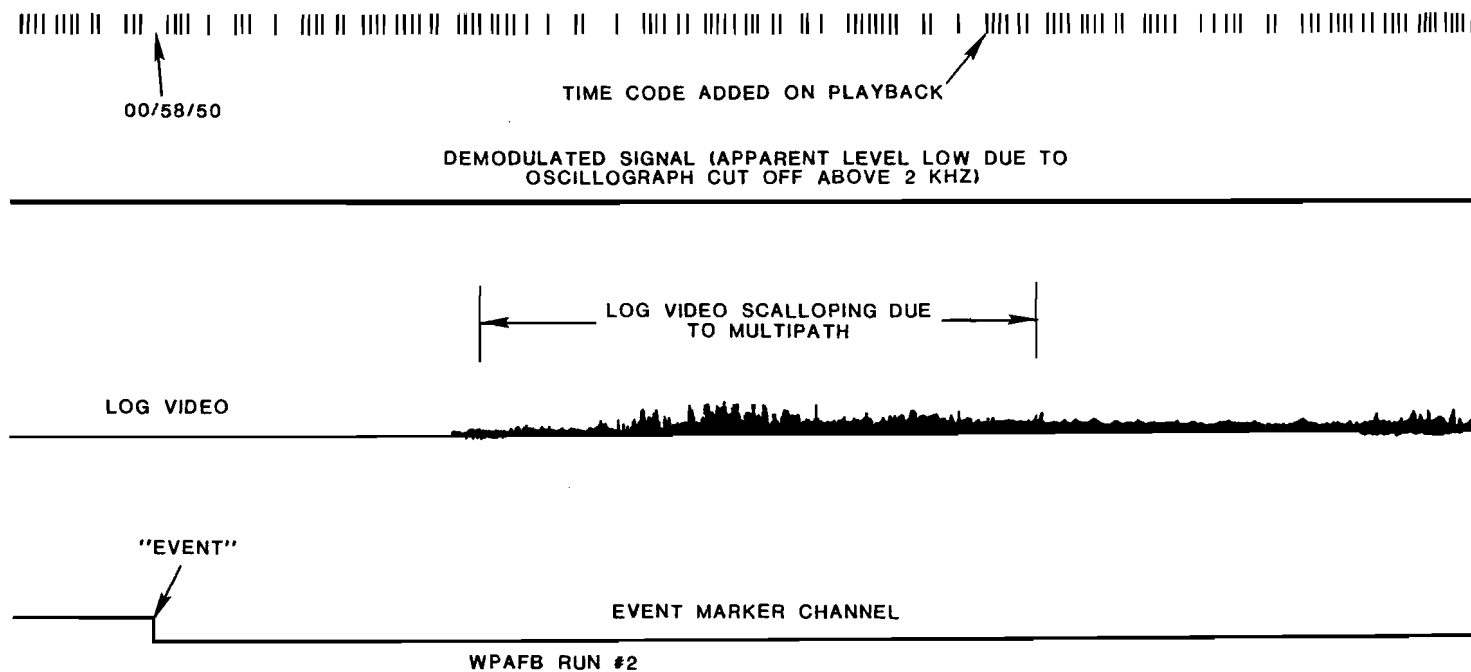 00/58/50
TIME CODE ADDED ON PLAYBACK
DEMODULATED SIGNAL (APPARENT LEVEL LOW DUE TO
OSCILLOGRAPH CUT OFF ABOVE 2 KHZ)
LOG VIDEO SCALLOPING DUE
TO MULTIPATH
LOG VIDEO
"EVENT"
EVENT MARKER CHANNEL
WPAFB RUN #2